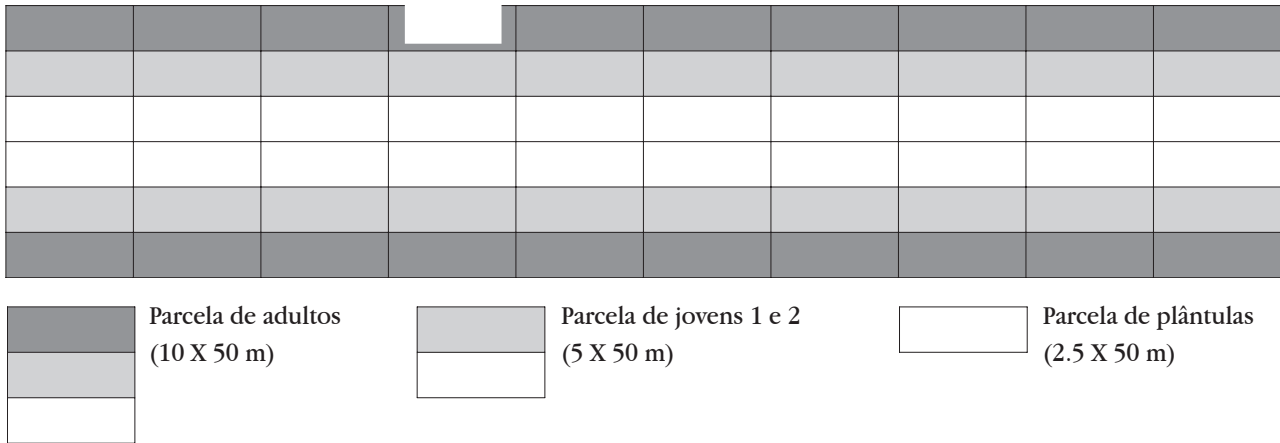 Parcela de adultos
(10 X 50 m)
Parcela de jovens 1 e 2
(5 X 50 m)
Parcela de plântulas
(2.5 X 50 m)